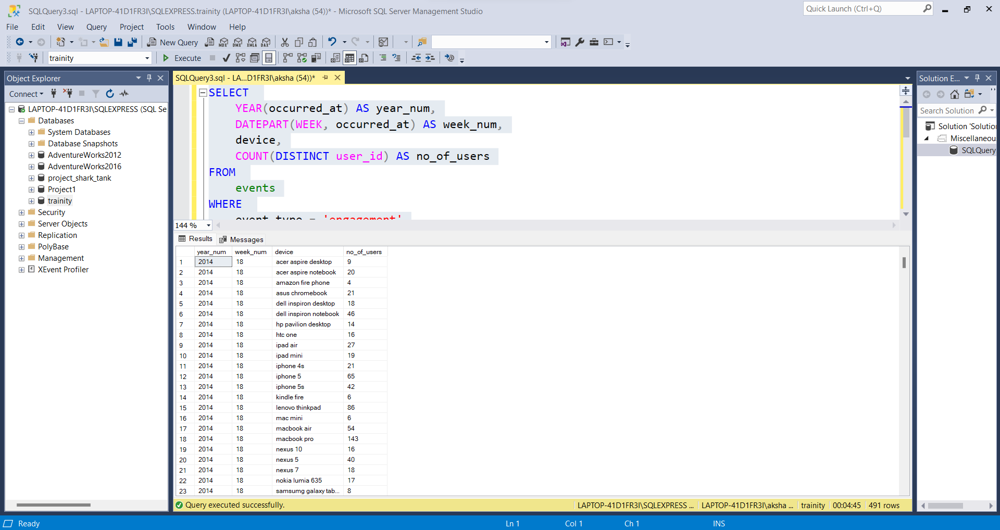 SQLQuery3.sql - LAPTOP-41D1FR3I\SQLEXPRESS.trainity (LAPTOP-41D1FR3I\aksha (54))* - Microsoft SQL Server Management Studio
Quick Launch (Ctrl+Q)
File Edit View Query Project Tools Window Help
New Query MDX DMX XMLA DAX
trainity Execute
Object Explorer
Connect
LAPTOP-41D1FR3I\SQLEXPRESS (SQL Se
Databases
System Databases
Database Snapshots
AdventureWorks2012
AdventureWorks2016
project_shark_tank
Project1
trainity
Security
Server Objects
Replication
PolyBase
Management
XEvent Profiler
SQLQuery3.sql - LA...D1FR3I\aksha (54))*
SELECT
YEAR(occurred_at) AS year_num,
DATEPART(WEEK, occurred_at) AS week_num,
device,
COUNT(DISTINCT user_id) AS no_of_users
FROM
events
WHERE
event_type = 'engagement'
144 %
Results Messages
year_num week_num device no_of_users
1 2014 18 acer aspire desktop 9
2 2014 18 acer aspire notebook 20
3 2014 18 amazon fire phone 4
4 2014 18 asus chromebook 21
5 2014 18 dell inspiron desktop 18
6 2014 18 dell inspiron notebook 46
7 2014 18 hp pavilion desktop 14
8 2014 18 htc one 16
9 2014 18 ipad air 27
10 2014 18 ipad mini 19
11 2014 18 iphone 4s 21
12 2014 18 iphone 5 65
13 2014 18 iphone 5s 42
14 2014 18 kindle fire 6
15 2014 18 lenovo thinkpad 86
16 2014 18 mac mini 6
17 2014 18 macbook air 54
18 2014 18 macbook pro 143
19 2014 18 nexus 10 16
20 2014 18 nexus 5 40
21 2014 18 nexus 7 18
22 2014 18 nokia lumia 635 17
23 2014 18 samsumg galaxy tab... 8
Query executed successfully.
LAPTOP-41D1FR3I\SQLEXPRESS ... LAPTOP-41D1FR3I\aksha ... trainity 00:04:45 491 rows
Solution E...
Search Solution
Solution 'Solution
Miscellaneou
SQLQuery
Ready Ln 1 Col 1 Ch 1 INS